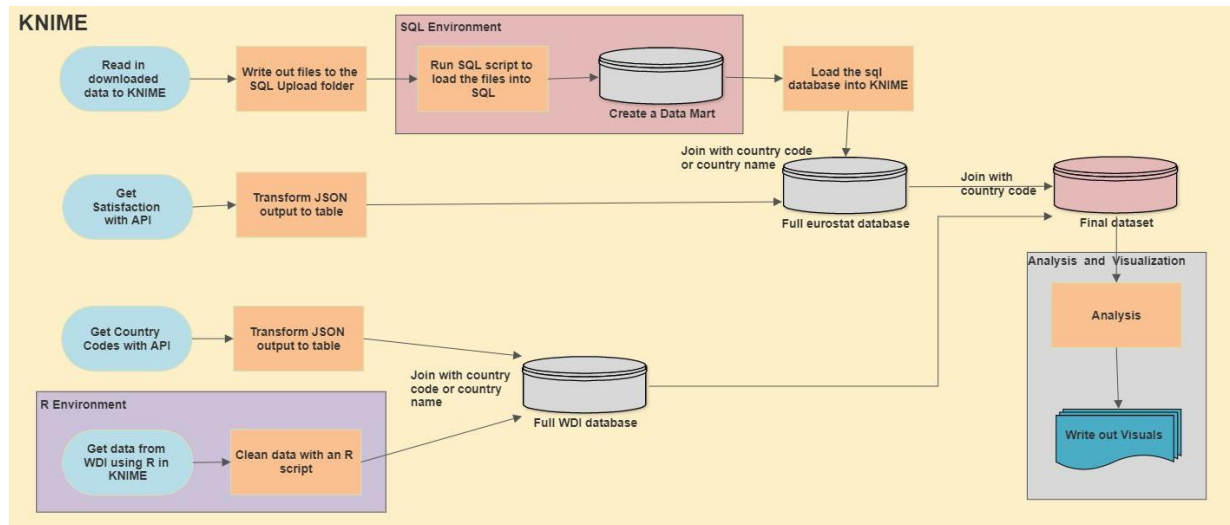 KNIME
SQL Environment
Read in
downloaded
data to KNIME
Write out files to the
SQL Upload folder
Run SQL script to
load the files into
SQL
Create a Data Mart
Load the sql
database into KNIME
Join with country code
or country name
Get
Satisfaction
with API
Transform JSON
output to table
Full eurostat database
Join with
country code
Final dataset
Analysis and Visualization
Analysis
Write out Visuals
Get Country
Codes with API
Transform JSON
output to table
Join with country
code or country
name
Full WDI database
R Environment
Get data from
WDI using R in
KNIME
Clean data with an R
script